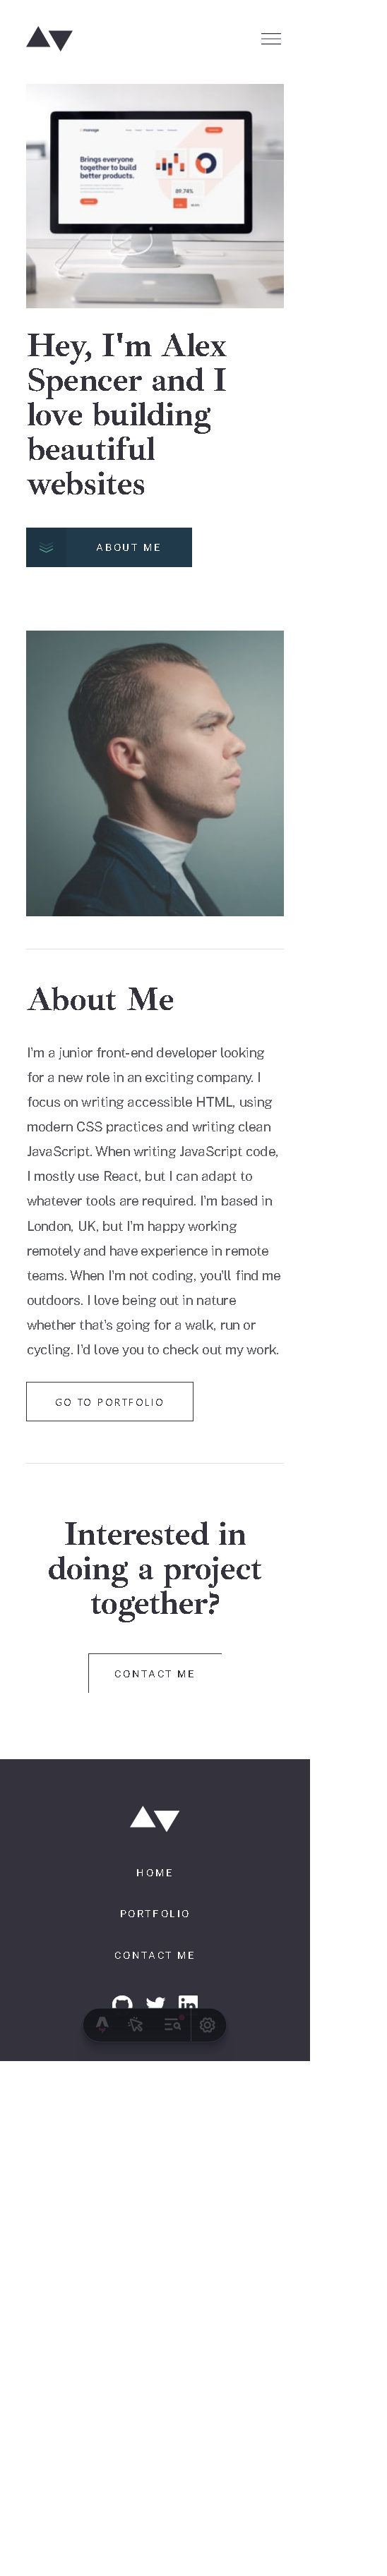 manage
Brings everyone
together to build
better products.
89.74%
Hey, I'm Alex
Spencer and I
love building
beautiful
websites
ABOUT ME
About Me
I'm a junior front-end developer looking
for a new role in an exciting company. I
focus on writing accessible HTML, using
modern CSS practices and writing clean
JavaScript. When writing JavaScript code,
I mostly use React, but I can adapt to
whatever tools are required. I'm based in
London, UK, but I'm happy working
remotely and have experience in remote
teams. When I'm not coding, you'll find me
outdoors. I love being out in nature
whether that's going for a walk, run or
cycling. I'd love you to check out my work.
GO TO PORTFOLIO
Interested in
doing a project
together?
CONTACT ME
HOME
PORTFOLIO
CONTACT ME